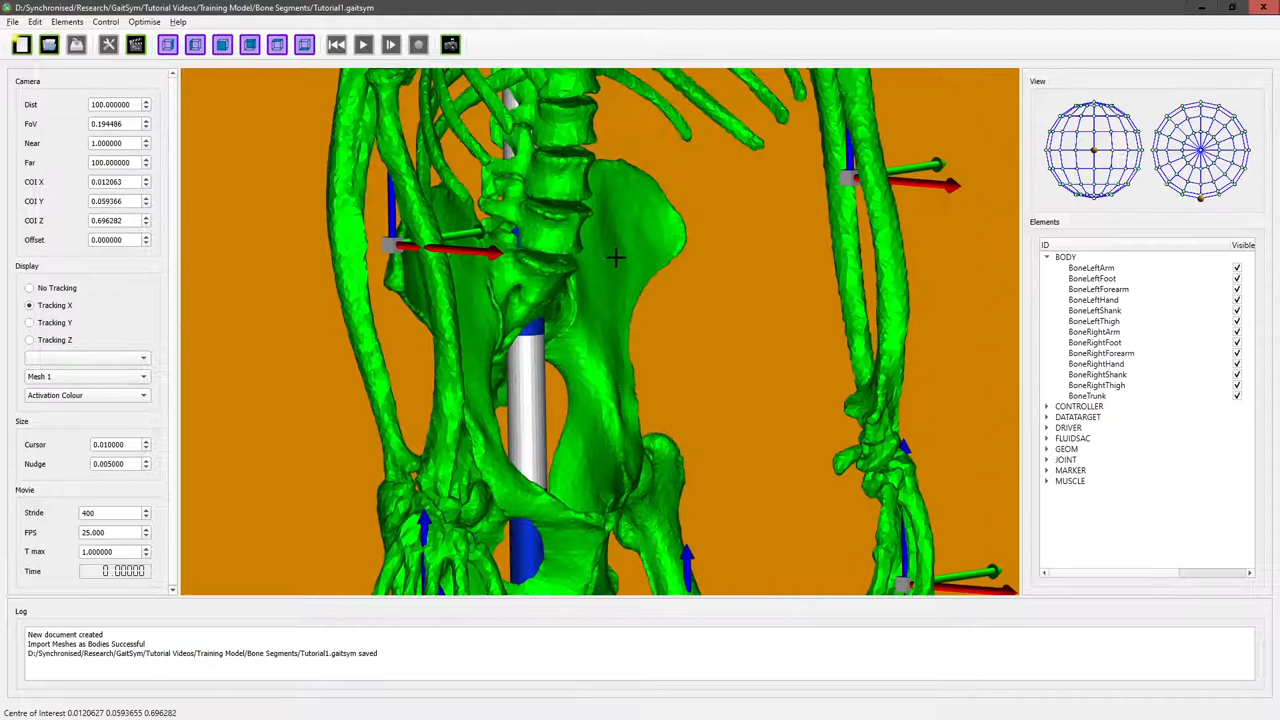 D:/Synchronised/Research/GaitSym/Tutorial Videos/Training Model/Bone Segments/Tutorial1.gaitsym
File Edit Elements Control Optimise Help
Camera
Dist 100.000000
FoV 0.194486
Near 1.000000
Far 100.000000
COI X 0.012063
COI Y 0.059366
COI Z 0.696282
Offset 0.000000
Display
No Tracking
Tracking X
Tracking Y
Tracking Z
Mesh 1
Activation Colour
Size
Cursor 0.010000
Nudge 0.005000
Movie
Stride 400
FPS 25.000
T max 1.000000
Time 0.00000
View
Elements
ID Visible
BODY
BoneLeftArm
BoneLeftFoot
BoneLeftForearm
BoneLeftHand
BoneLeftShank
BoneLeftThigh
BoneRightArm
BoneRightFoot
BoneRightForearm
BoneRightHand
BoneRightShank
BoneRightThigh
BoneTrunk
CONTROLLER
DATATARGET
DRIVER
FLUIDSAC
GEOM
JOINT
MARKER
MUSCLE
Log
New document created
Import Meshes as Bodies Successful
D:/Synchronised/Research/GaitSym/Tutorial Videos/Training Model/Bone Segments/Tutorial1.gaitsym saved
Centre of Interest 0.0120627 0.0593655 0.696282